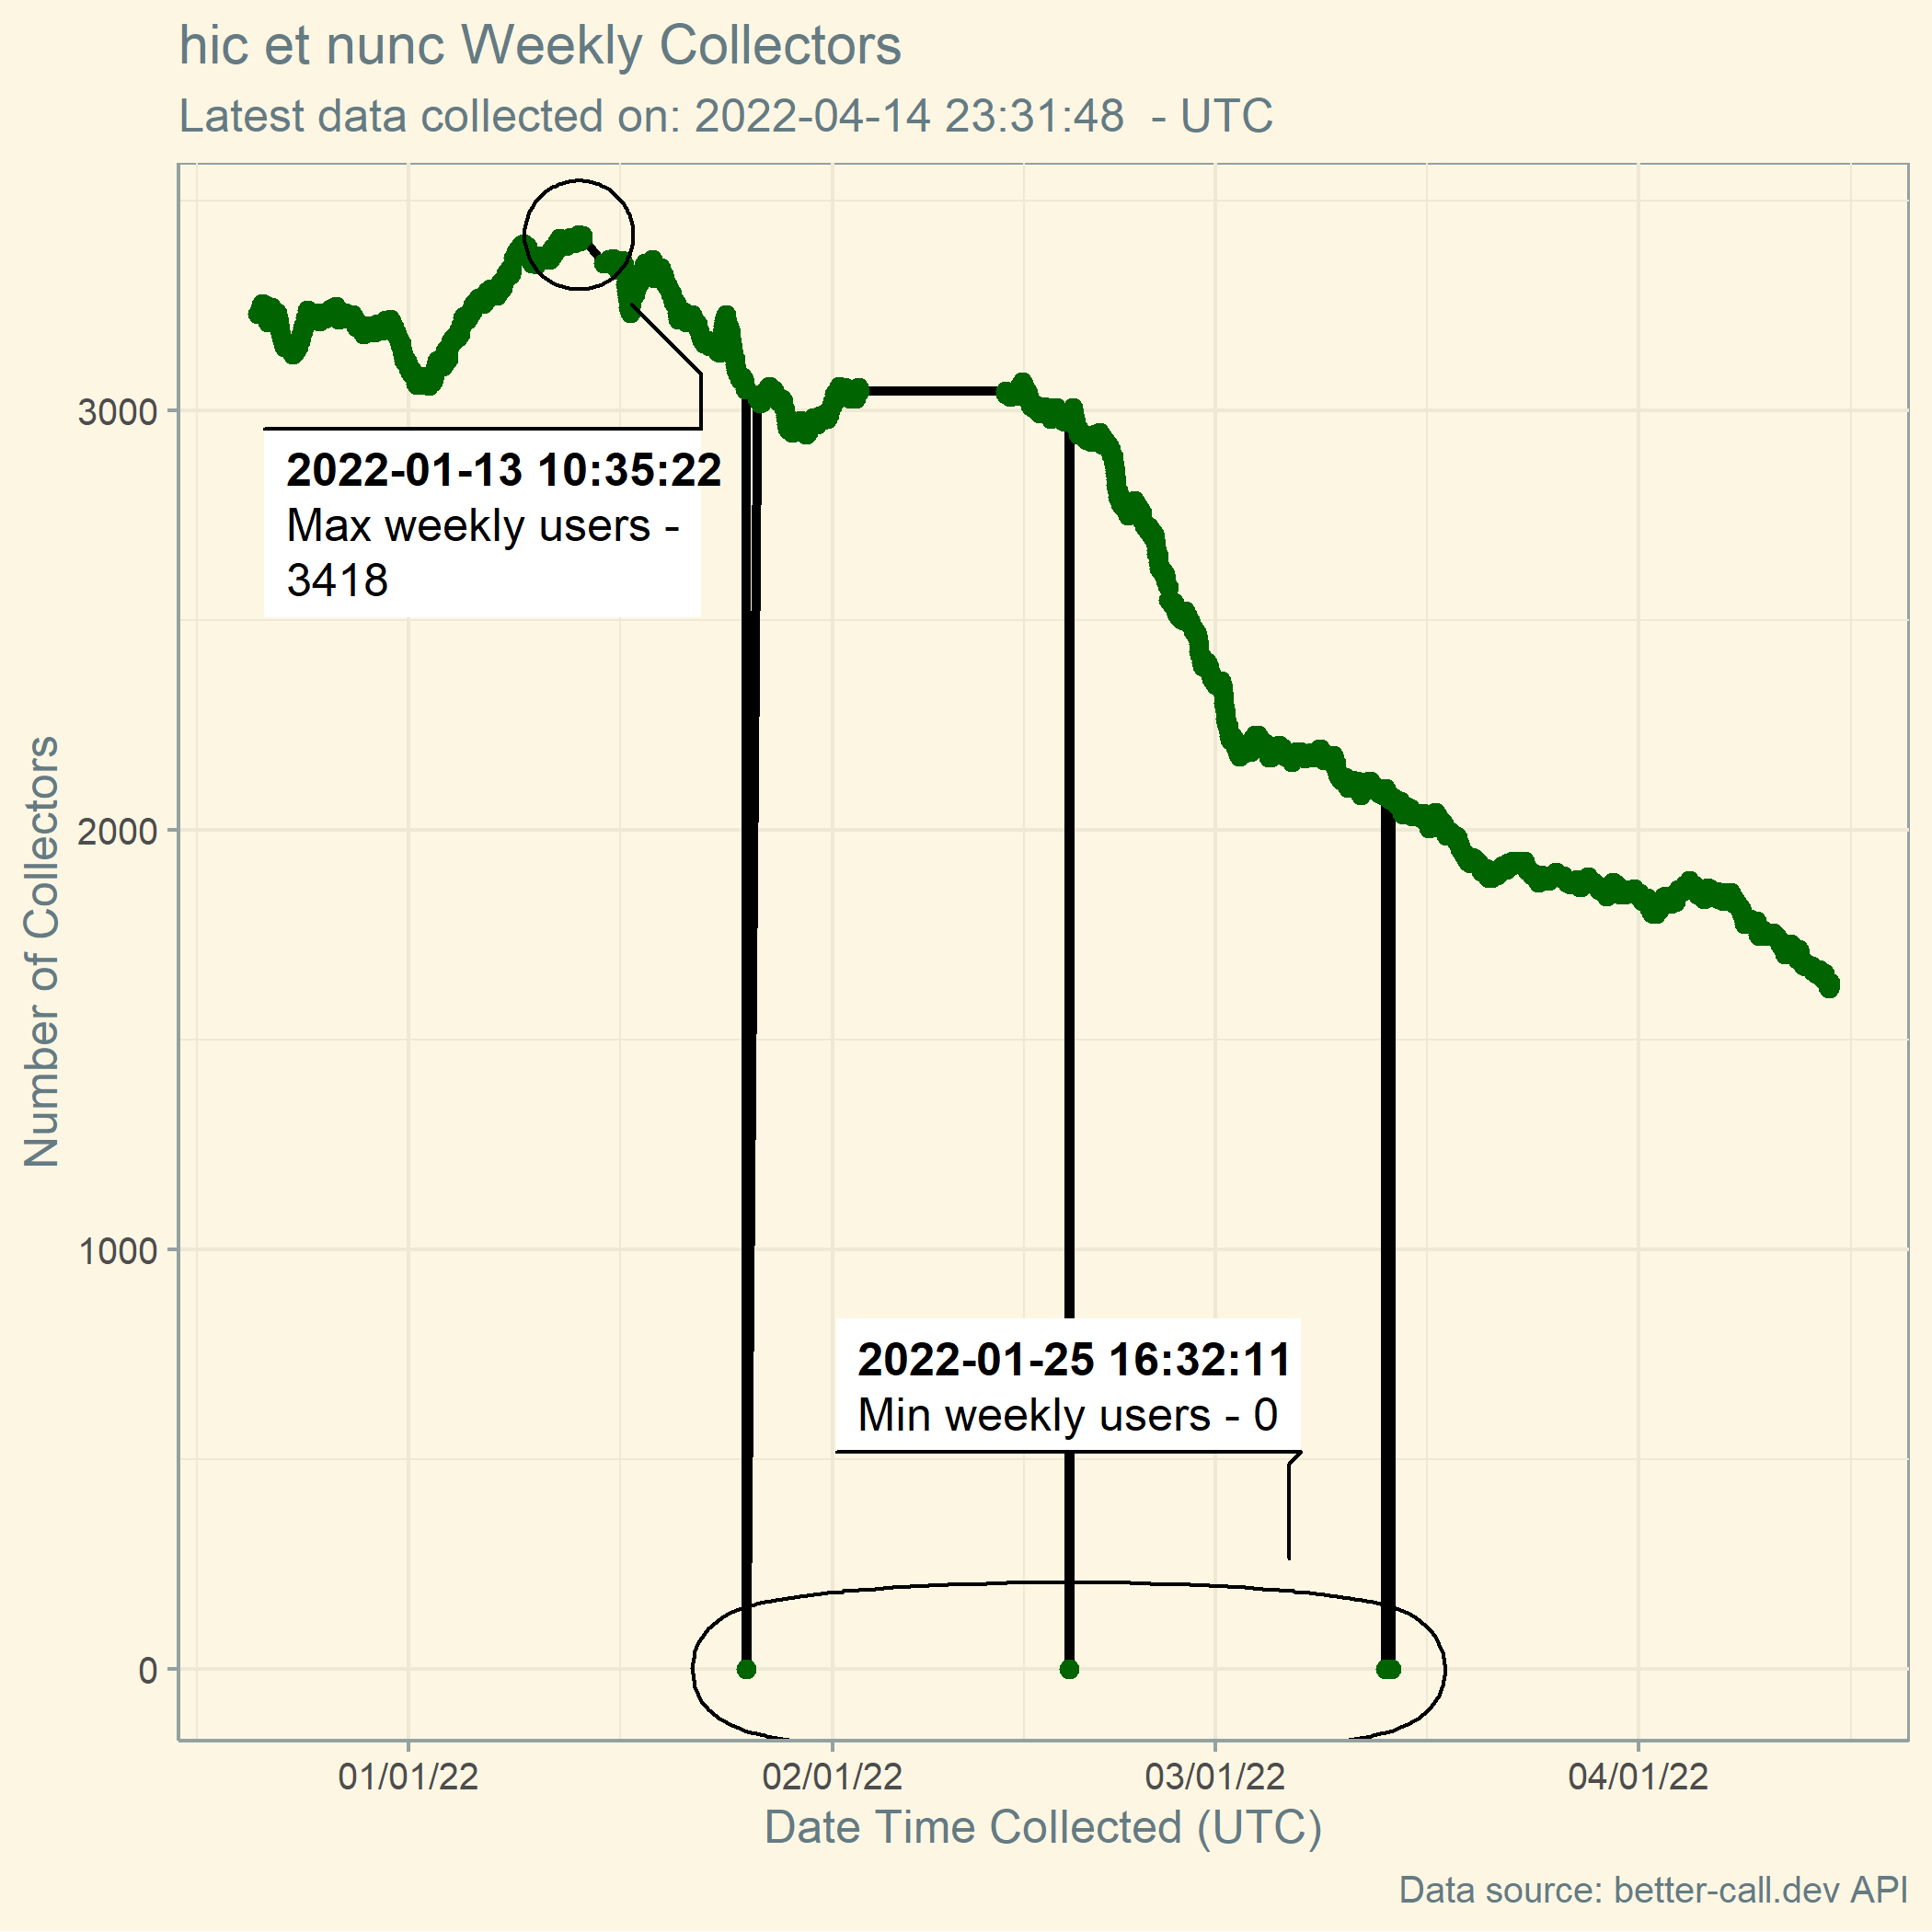 hic et nunc Weekly Collectors
Latest data collected on: 2022-04-14 23:31:48  - UTC
Number of Collectors
3000
2000
1000
0
2022-01-13 10:35:22
Max weekly users -
3418
2022-01-25 16:32:11
Min weekly users - 0
01/01/22
02/01/22
03/01/22
04/01/22
Date Time Collected (UTC)
Data source: better-call.dev API